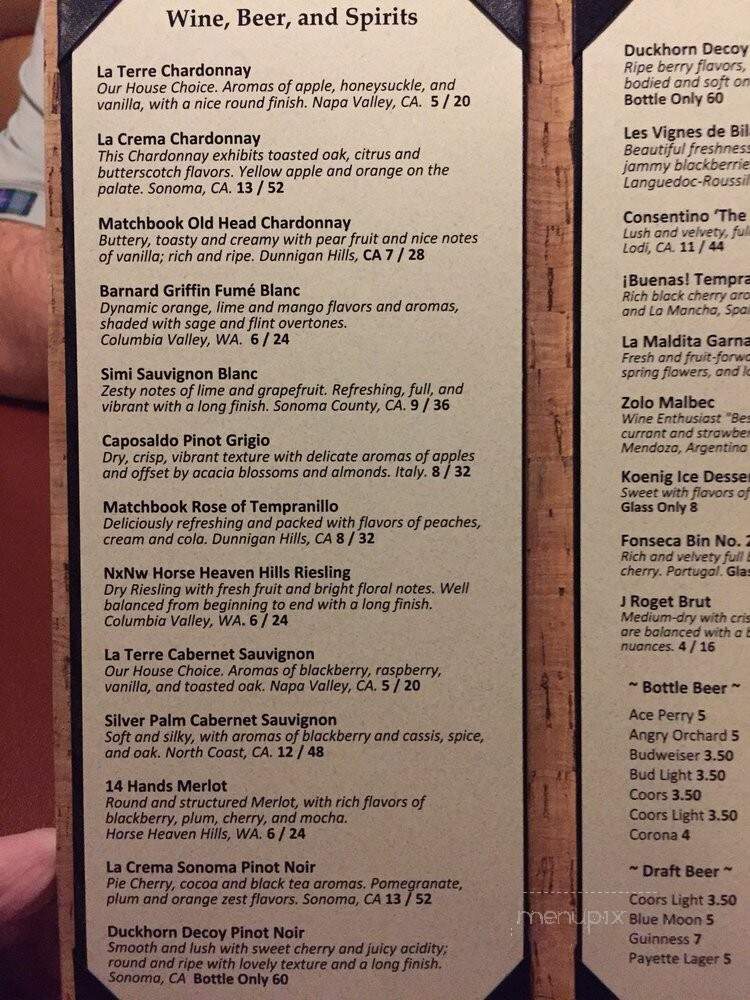 Wine, Beer, and Spirits
La Terre Chardonnay
Our House Choice. Aromas of apple, honeysuckle, and
vanilla, with a nice round finish. Napa Valley, CA. 5 / 20
La Crema Chardonnay
This Chardonnay exhibits toasted oak, citrus and
butterscotch flavors. Yellow apple and orange on the
palate. Sonoma, CA. 13 / 52
Matchbook Old Head Chardonnay
Buttery, toasty and creamy with pear fruit and nice notes
of vanilla; rich and ripe. Dunnigan Hills, CA 7 / 28
Barnard Griffin Fumé Blanc
Dynamic orange, lime and mango flavors and aromas,
shaded with sage and flint overtones.
Columbia Valley, WA. 6 / 24
Simi Sauvignon Blanc
Zesty notes of lime and grapefruit. Refreshing, full, and
vibrant with a long finish. Sonoma County, CA. 9 / 36
Caposaldo Pinot Grigio
Dry, crisp, vibrant texture with delicate aromas of apples
and offset by acacia blossoms and almonds. Italy. 8 / 32
Matchbook Rose of Tempranillo
Deliciously refreshing and packed with flavors of peaches,
cream and cola. Dunnigan Hills, CA 8 / 32
NxNw Horse Heaven Hills Riesling
Dry Riesling with fresh fruit and bright floral notes. Well
balanced from beginning to end with a long finish.
Columbia Valley, WA. 6 / 24
La Terre Cabernet Sauvignon
Our House Choice. Aromas of blackberry, raspberry,
vanilla, and toasted oak. Napa Valley, CA. 5 / 20
Silver Palm Cabernet Sauvignon
Soft and silky, with aromas of blackberry and cassis, spice,
and oak. North Coast, CA. 12 / 48
14 Hands Merlot
Round and structured Merlot, with rich flavors of
blackberry, plum, cherry, and mocha.
Horse Heaven Hills, WA. 6 / 24
La Crema Sonoma Pinot Noir
Pie Cherry, cocoa and black tea aromas. Pomegranate,
plum and orange zest flavors. Sonoma, CA 13 / 52
Duckhorn Decoy Pinot Noir
Smooth and lush with sweet cherry and juicy acidity;
round and ripe with lovely texture and a long finish.
Sonoma, CA Bottle Only 60
Duckhorn Decoy
Ripe berry flavors,
bodied and soft on
Bottle Only 60
Les Vignes de Bil
Beautiful freshness
jammy blackberrie
Languedoc-Roussil
Consentino 'The
Lush and velvety, ful
Lodi, CA. 11 / 44
¡Buenas! Tempra
Rich black cherry aro
and La Mancha, Spa
La Maldita Garna
Fresh and fruit-forwa
spring flowers, and
Zolo Malbec
Wine Enthusiast "Bes
currant and strawber
Mendoza, Argentina
Koenig Ice Desser
Sweet with flavors of
Glass Only 8
Fonseca Bin No. 2
Rich and velvety full
cherry. Portugal. Glas
J Roget Brut
Medium-dry with cris
are balanced with a
nuances. 4 / 16
~ Bottle Beer ~
Ace Perry 5
Angry Orchard 5
Budweiser 3.50
Bud Light 3.50
Coors 3.50
Coors Light 3.50
Corona 4
~ Draft Beer ~
Coors Light 3.50
Blue Moon 5
Guinness 7
Payette Lager 5
menupix